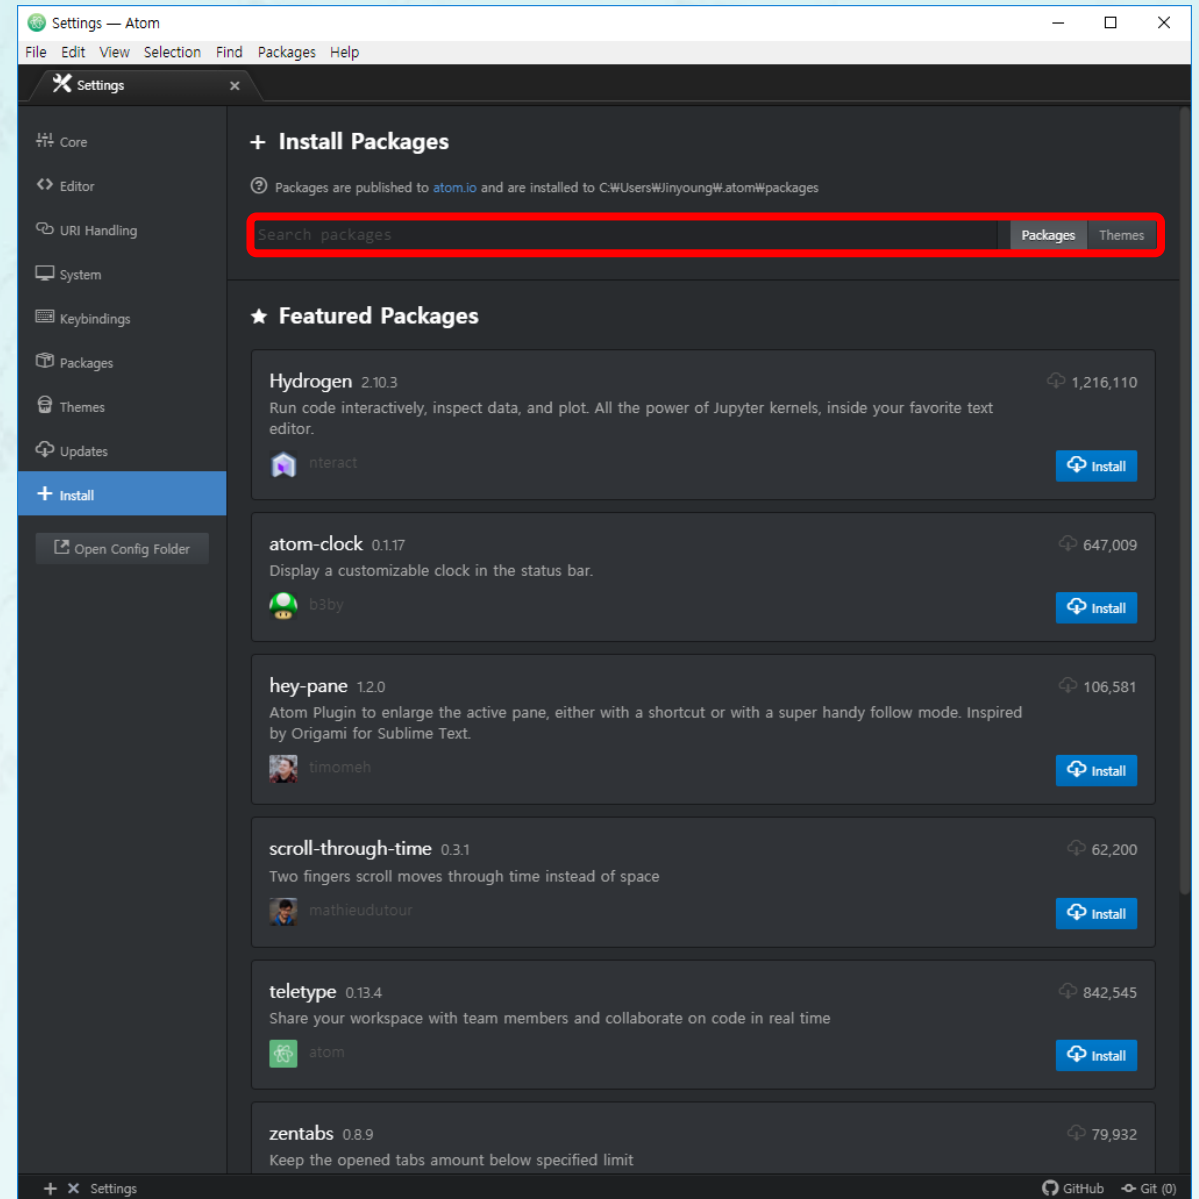 Settings — Atom
File Edit View Selection Find Packages Help
Settings
Core
Editor
URI Handling
System
Keybindings
Packages
Themes
Updates
Install
Open Config Folder
Install Packages
Packages are published to atom.io and are installed to C:₩Users₩Jinyoung₩.atom₩packages
Search packages
Packages Themes
Featured Packages
Hydrogen 2.10.3 1,216,110
Run code interactively, inspect data, and plot. All the power of Jupyter kernels, inside your favorite text
editor.
nteract
Install
atom-clock 0.1.17 647,009
Display a customizable clock in the status bar.
b3by
Install
hey-pane 1.2.0 106,581
Atom Plugin to enlarge the active pane, either with a shortcut or with a super handy follow mode. Inspired
by Origami for Sublime Text.
timomeh
Install
scroll-through-time 0.3.1 62,200
Two fingers scroll moves through time instead of space
mathieudutour
Install
teletype 0.13.4 842,545
Share your workspace with team members and collaborate on code in real time
atom
Install
zentabs 0.8.9 79,932
Keep the opened tabs amount below specified limit
Settings
GitHub Git (0)